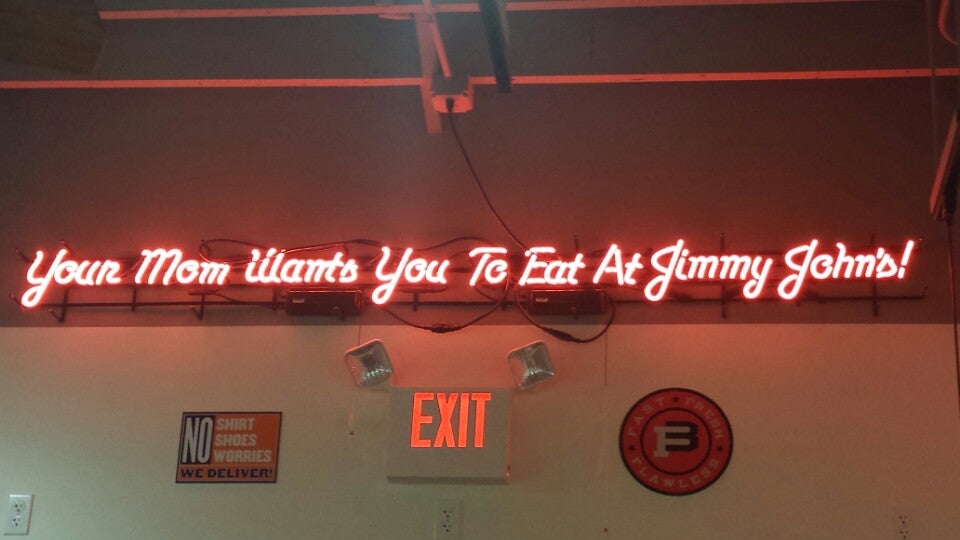 Your Mom Wants You To Eat At Jimmy John's!
EXIT
NO SHIRT
SHOES
WORRIES
WE DELIVER!
FAST ★ FRESH
FLAWLESS